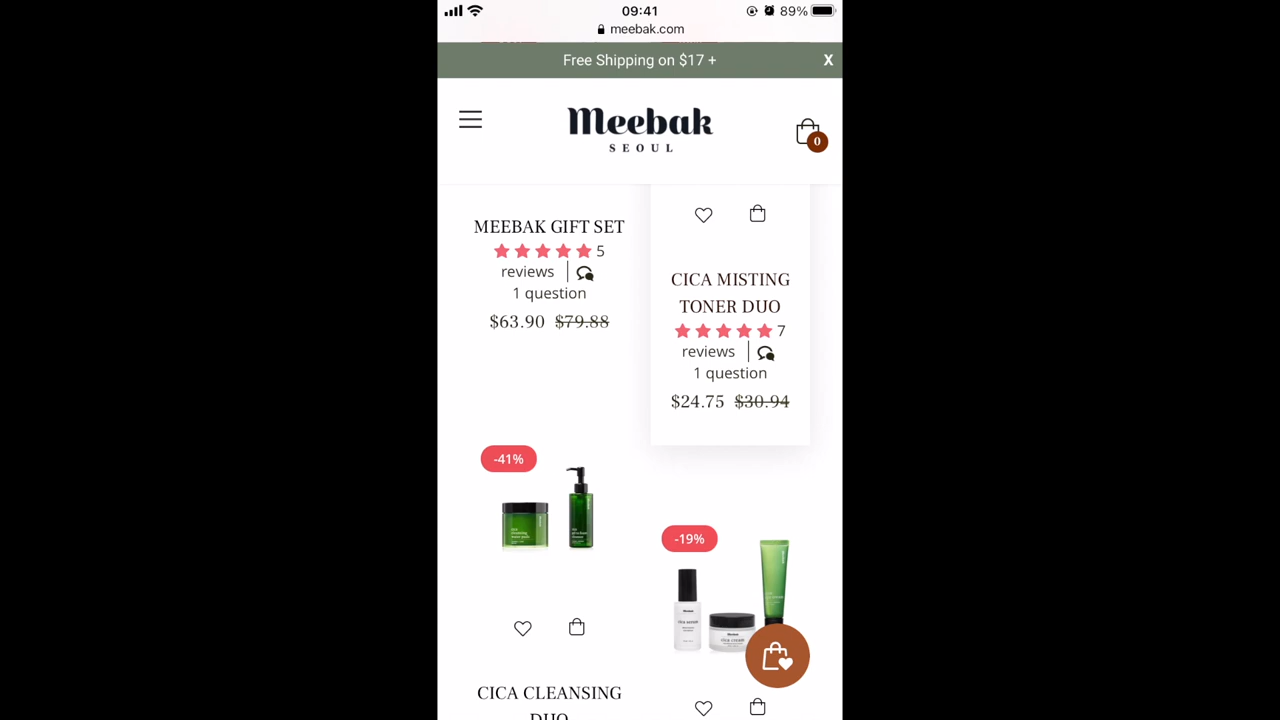 09:41
89%
meebak.com
Free Shipping on $17 +
X
Meebak
SEOUL
0
MEEBAK GIFT SET
5
reviews
1 question
$63.90 $79.88
CICA MISTING
TONER DUO
7
reviews
1 question
$24.75 $30.94
-41%
-19%
CICA CLEANSING
DUO